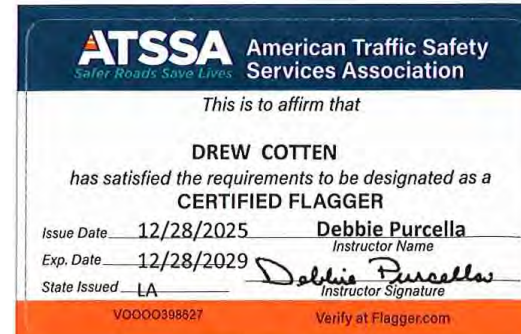 ATSSA American Traffic Safety
Safer Roads Save Lives Services Association
This is to affirm that
DREW COTTEN
has satisfied the requirements to be designated as a
CERTIFIED FLAGGER
Issue Date 12/28/2025 Debbie Purcella
Instructor Name
Exp. Date 12/28/2029 Debbie Purcella
State Issued LA Instructor Signature
VOOOO398627 Verify at Flagger.com